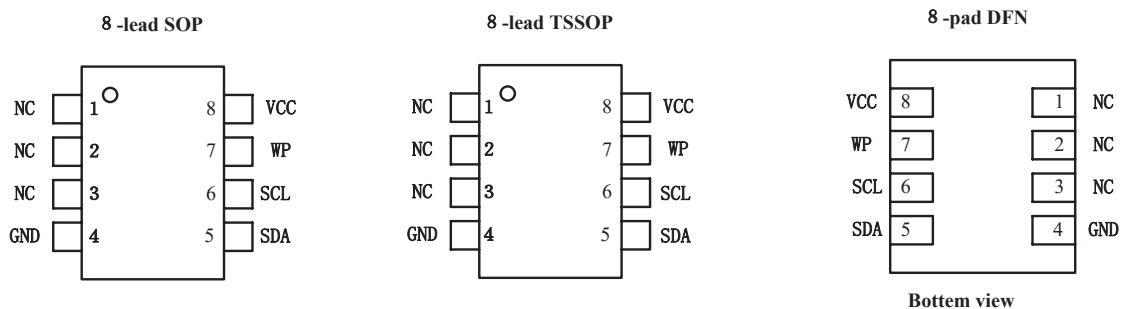 8 -lead SOP
NC 1 8 VCC
NC 2 7 WP
NC 3 6 SCL
GND 4 5 SDA
8 -lead TSSOP
NC 1 8 VCC
NC 2 7 WP
NC 3 6 SCL
GND 4 5 SDA
8 -pad DFN
VCC 8 1 NC
WP 7 2 NC
SCL 6 3 NC
SDA 5 4 GND
Bottem view